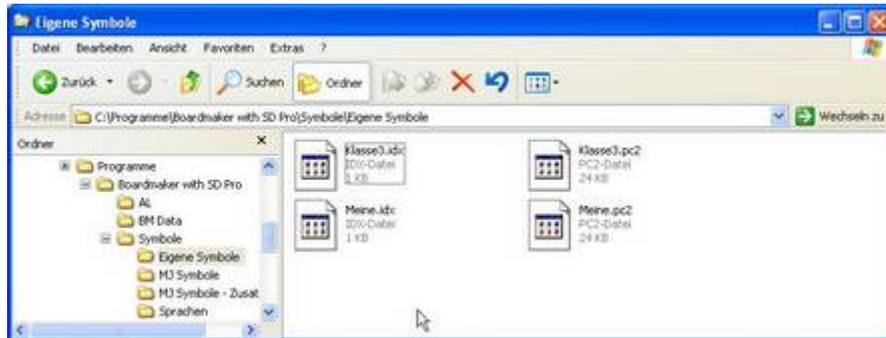 Eigene Symbole
Datei Bearbeiten Ansicht Favoriten Extras ?
Zurück Suchen Ordner
Adresse C:\Programme\Boardmaker with SD Pro\Symbole\Eigene Symbole Wechseln zu
Ordner
Programme
Boardmaker with SD Pro
AL
BM Data
Symbole
Eigene Symbole
MJ Symbole
MJ Symbole - Zusat
Sprachen
Klasse3.idx
IDX-Datei
1 KB
Klasse3.pc2
PC2-Datei
24 KB
Meine.idx
IDX-Datei
1 KB
Meine.pc2
PC2-Datei
24 KB